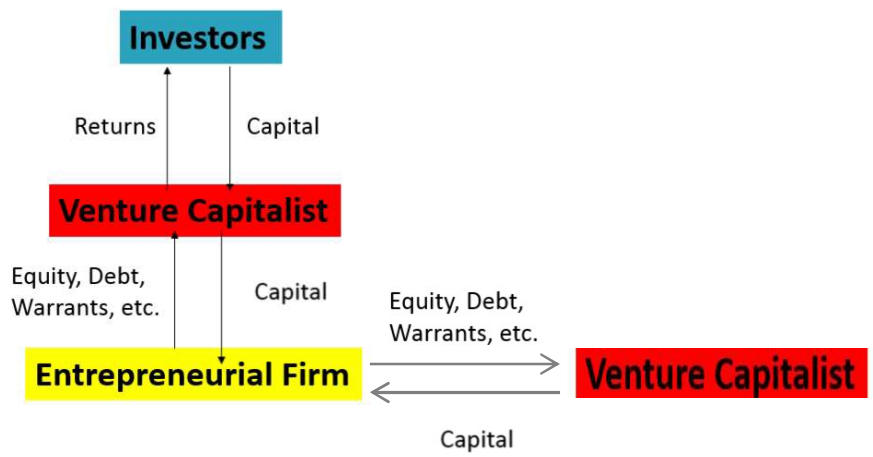 Investors
Returns
Capital
Venture Capitalist
Equity, Debt,
Warrants, etc.
Capital
Equity, Debt,
Warrants, etc.
Entrepreneurial Firm
Venture Capitalist
Capital